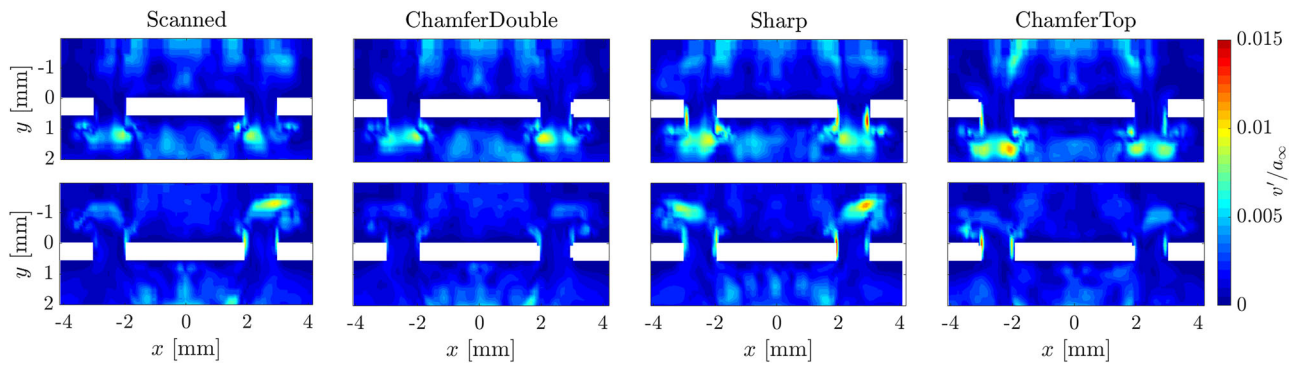 Scanned ChamferDouble Sharp ChamferTop
y [mm] -1 0 1 2
y [mm] -1 0 1 2
-4 -2 0 2 4 -4 -2 0 2 4 -4 -2 0 2 4 -4 -2 0 2 4
x [mm] x [mm] x [mm] x [mm]
0.015
0.01
0.005
0
v′/a∞